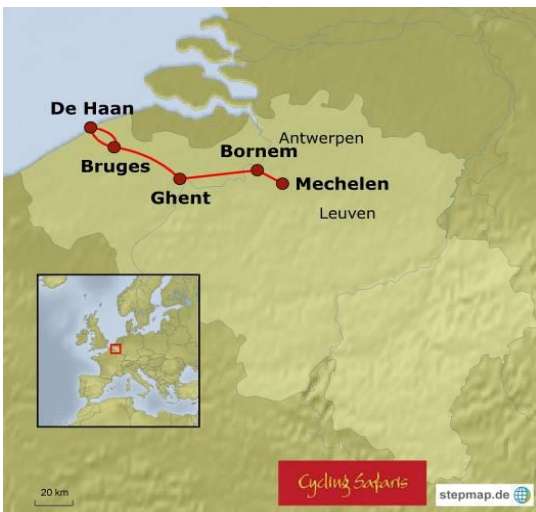 De Haan
Bruges
Ghent
Bornem
Antwerpen
Mechelen
Leuven
20 km
Cycling Safaris
stepmap.de